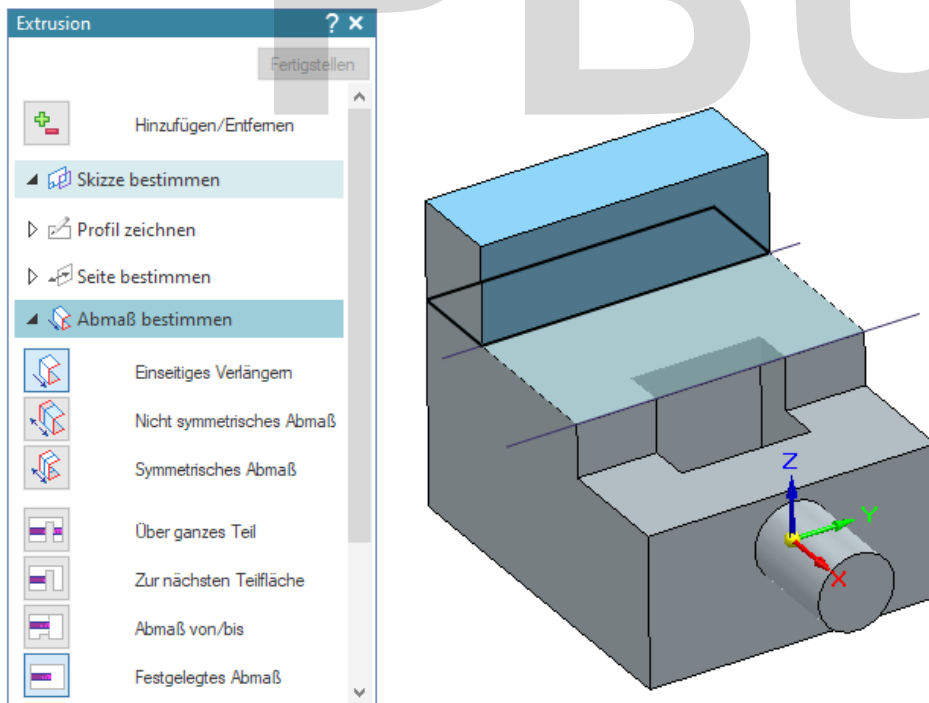 PBU
Extrusion ? ×
Fertigstellen
Hinzufügen/Entfernen
Skizze bestimmen
Profil zeichnen
Seite bestimmen
Abmaß bestimmen
Einseitiges Verlängern
Nicht symmetrisches Abmaß
Symmetrisches Abmaß
Über ganzes Teil
Zur nächsten Teilfläche
Abmaß von/bis
Festgelegtes Abmaß
Z
Y
X